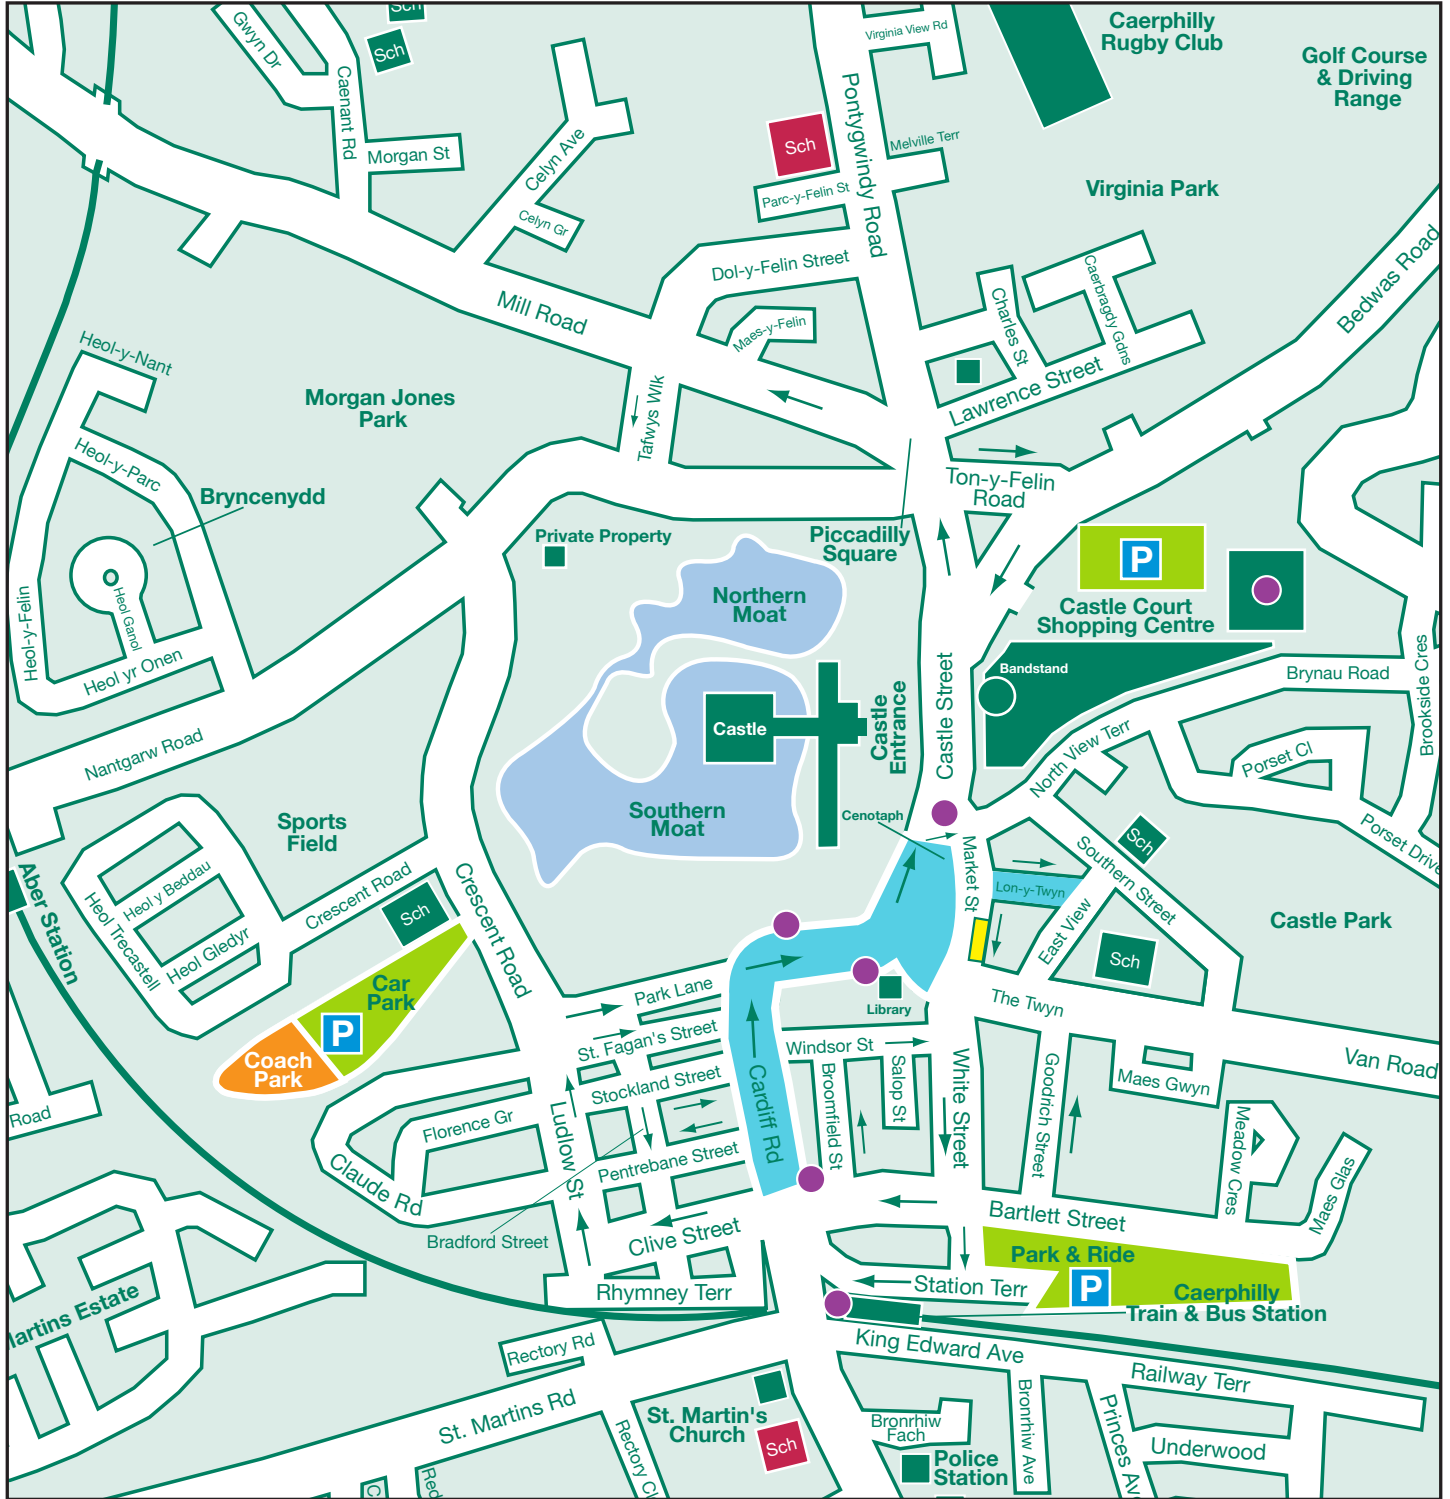 Sch
Gwyn Dr
Sch
Caenant Rd
Morgan St
Celyn Ave
Celyn Gr
Virginia View Rd
Caerphilly
Rugby Club
Golf Course
& Driving
Range
Pontygwindy Road
Sch
Melville Terr
Parc-y-Felin St
Virginia Park
Dol-y-Felin Street
Mill Road
Maes-y-Felin
Charles St
Caerbragdy Gdns
Lawrence Street
Bedwas Road
Heol-y-Nant
Morgan Jones
Park
Tafwys Wlk
Heol-y-Parc
Bryncenydd
Ton-y-Felin
Road
Piccadilly
Square
Private Property
P
Northern
Moat
Castle Court
Shopping Centre
Heol-y-Felin
Heol Ganol
Heol yr Onen
Bandstand
Brynau Road
Brookside Cres
Castle
Castle
Entrance
Castle Street
Nantgarw Road
North View Terr
Porset Cl
Southern
Moat
Cenotaph
Sports
Field
Porset Drive
Market St
Sch
Southern Street
Aber Station
Heol y Beddau
Heol Trecastell
Heol Gledyr
Crescent Road
Sch
Crescent Road
Lon-y-Twyn
East View
Sch
Castle Park
Car
Park
P
Coach
Park
Park Lane
St. Fagan's Street
Library
The Twyn
Windsor St
Van Road
Stockland Street
Cardiff Rd
Broomfield St
Salop St
White Street
Goodrich Street
Maes Gwyn
Road
Florence Gr
Ludlow St
Pentrebane Street
Claude Rd
Meadow Cres
Maes Glas
Bartlett Street
Bradford Street
Clive Street
Park & Ride
P
Rhymney Terr
Station Terr
Caerphilly
Train & Bus Station
artins Estate
Rectory Rd
King Edward Ave
Railway Terr
St. Martins Rd
Rectory Cl
St. Martin's
Church
Sch
Bronrhiw
Fach
Bronrhiw Ave
Princes Av
Underwood
Police
Station
Red
C